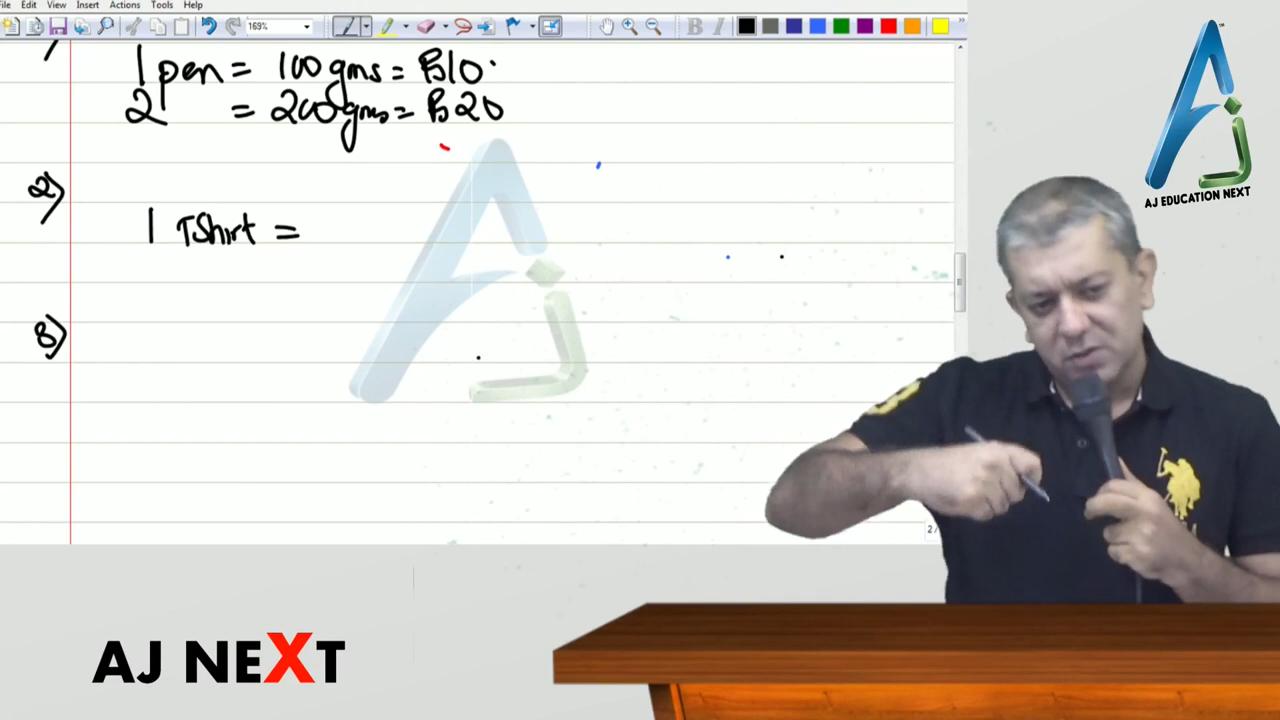 File Edit View Insert Actions Tools Help
169%
1 pen = 100 gms = ₨10
2 = 200 gms = ₨20
2)
1 TShirt =
3)
2/
AJ EDUCATION NEXT
AJ NEXT